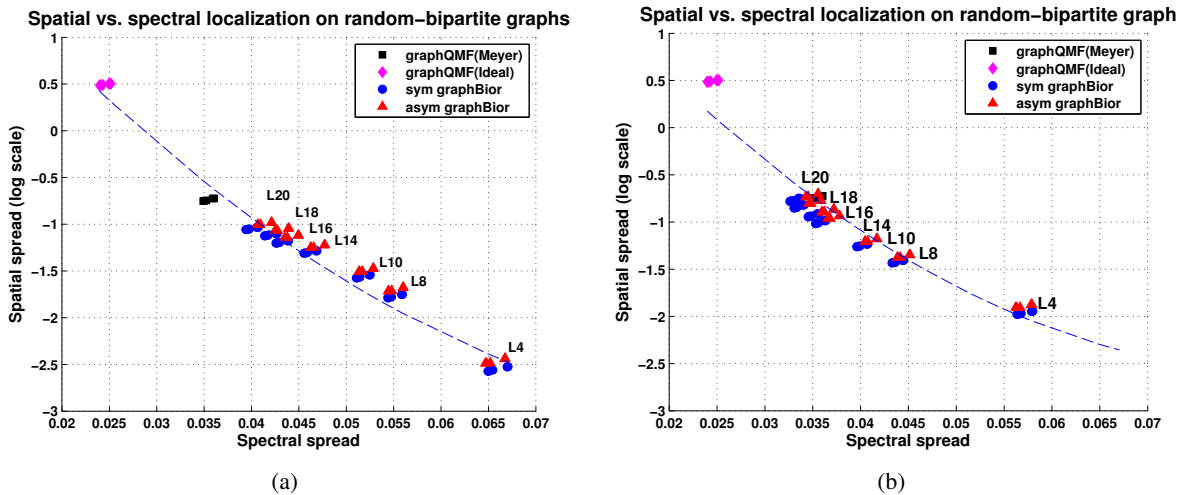 Spatial vs. spectral localization on random−bipartite graphs
1
0.5
0
−0.5
−1
−1.5
−2
−2.5
−3
Spatial spread (log scale)
graphQMF(Meyer)
graphQMF(Ideal)
sym graphBior
asym graphBior
L20
L18
L16
L14
L10
L8
L4
0.02 0.025 0.03 0.035 0.04 0.045 0.05 0.055 0.06 0.065 0.07
Spectral spread
(a)
Spatial vs. spectral localization on random−bipartite graph
1
0.5
0
−0.5
−1
−1.5
−2
−2.5
−3
Spatial spread (log scale)
graphQMF(Meyer)
graphQMF(Ideal)
sym graphBior
asym graphBior
L20
L18
L16
L14
L10
L8
L4
0.02 0.025 0.03 0.035 0.04 0.045 0.05 0.055 0.06 0.065 0.07
Spectral spread
(b)